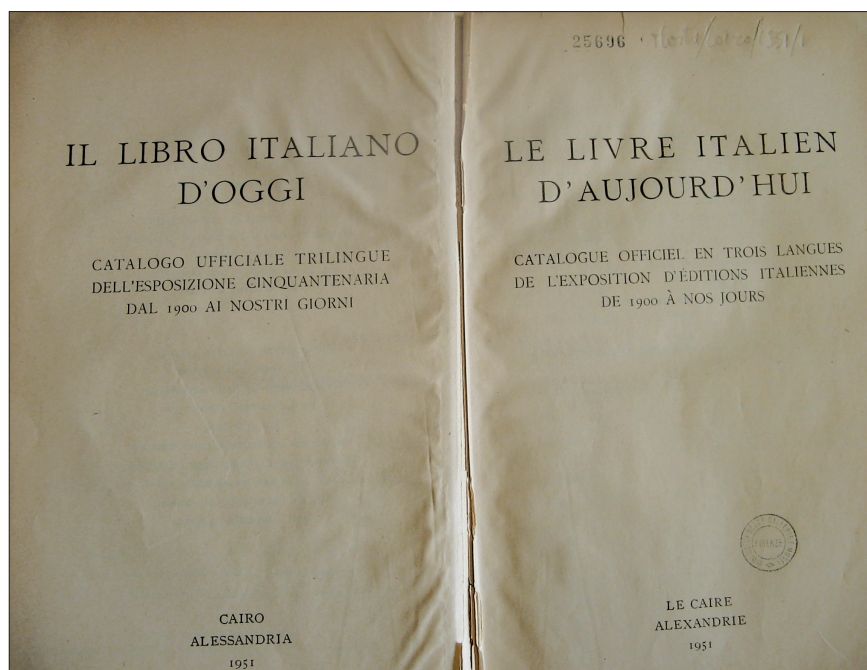 IL LIBRO ITALIANO
D'OGGI
CATALOGO UFFICIALE TRILINGUE
DELL'ESPOSIZIONE CINQUANTENARIA
DAL 1900 AI NOSTRI GIORNI
CAIRO
ALESSANDRIA
1951
25696
LE LIVRE ITALIEN
D'AUJOURD'HUI
CATALOGUE OFFICIEL EN TROIS LANGUES
DE L'EXPOSITION D'ÉDITIONS ITALIENNES
DE 1900 À NOS JOURS
LE CAIRE
ALEXANDRIE
1951